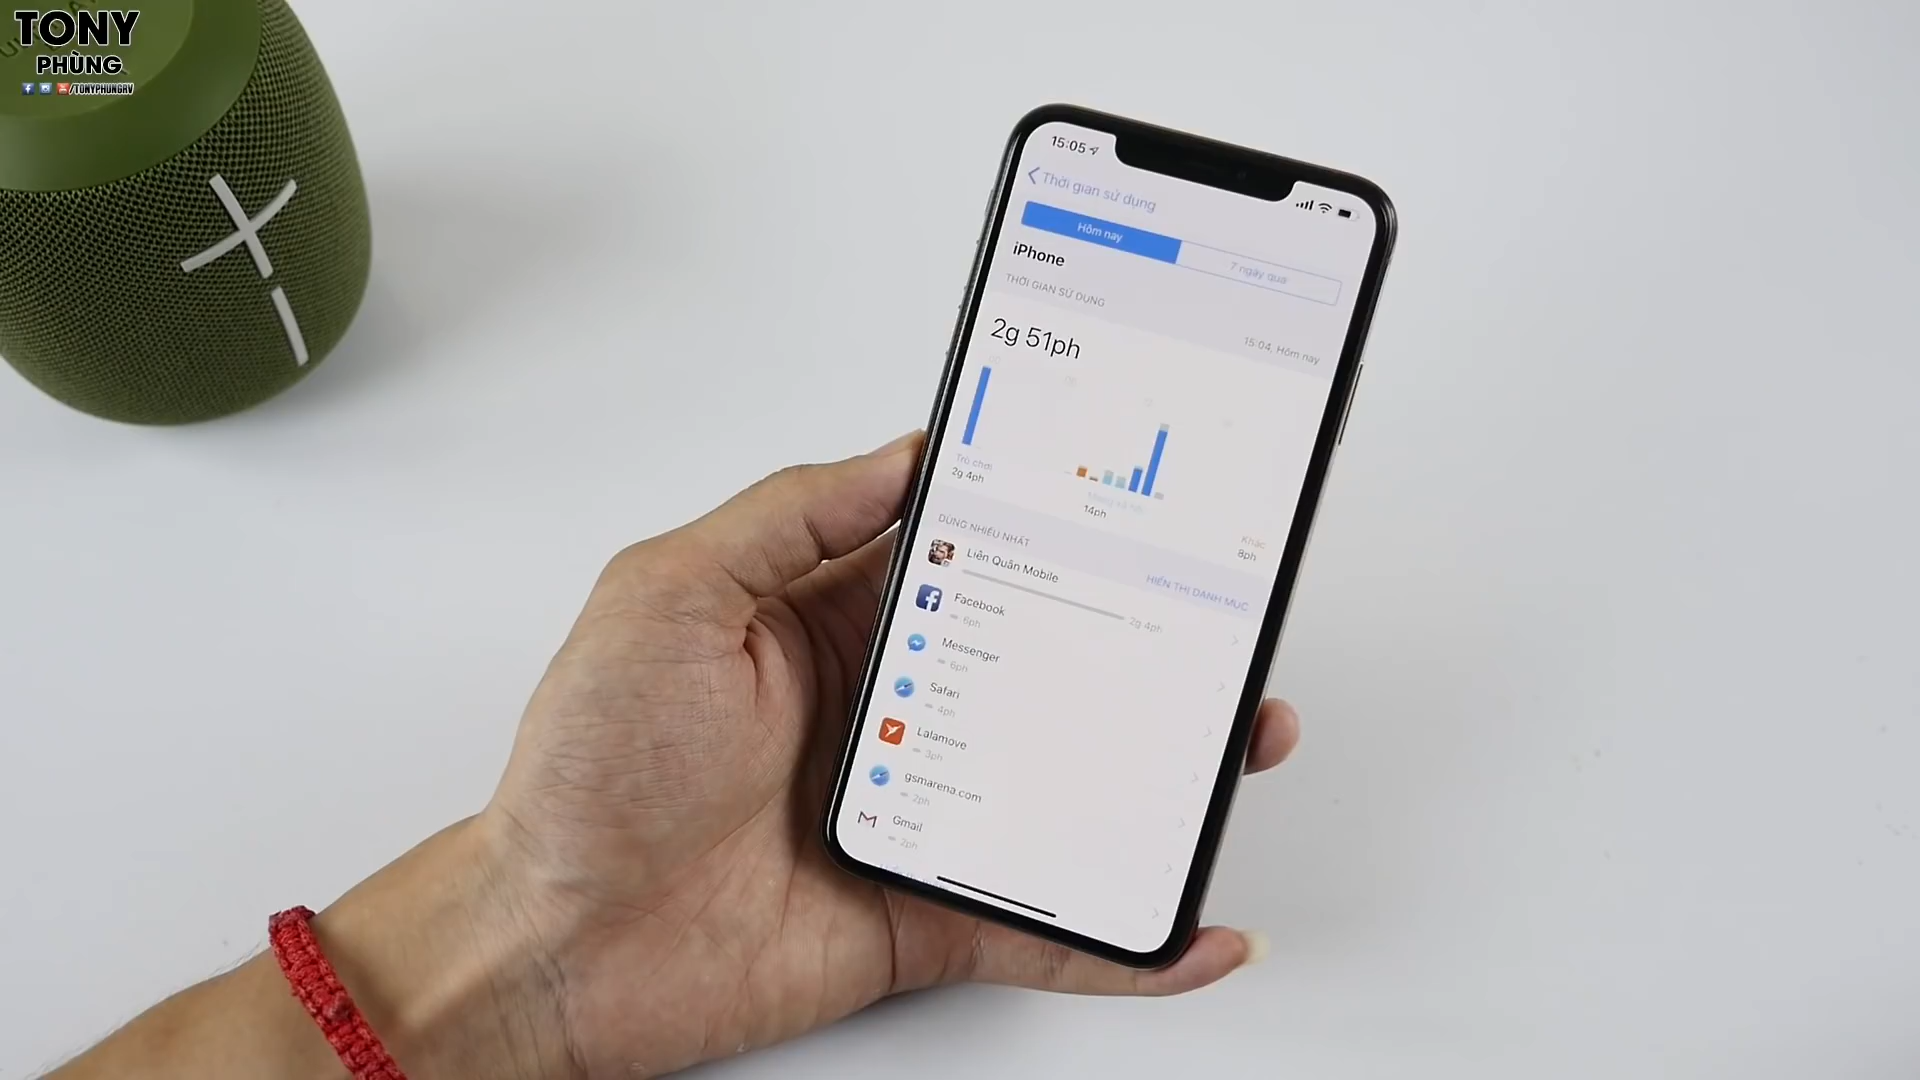 TONY
PHÙNG
/TONYPHUNGRV
15:05
Thời gian sử dụng
Hôm nay
7 ngày qua
iPhone
THỜI GIAN SỬ DỤNG
15:04, Hôm nay
2g 51ph
Trò chơi
2g 4ph
14ph
Khác
8ph
DÙNG NHIỀU NHẤT
HIỂN THỊ DANH MỤC
Liên Quân Mobile
2g 4ph
Facebook
6ph
Messenger
6ph
Safari
4ph
Lalamove
3ph
gsmarena.com
2ph
Gmail
2ph